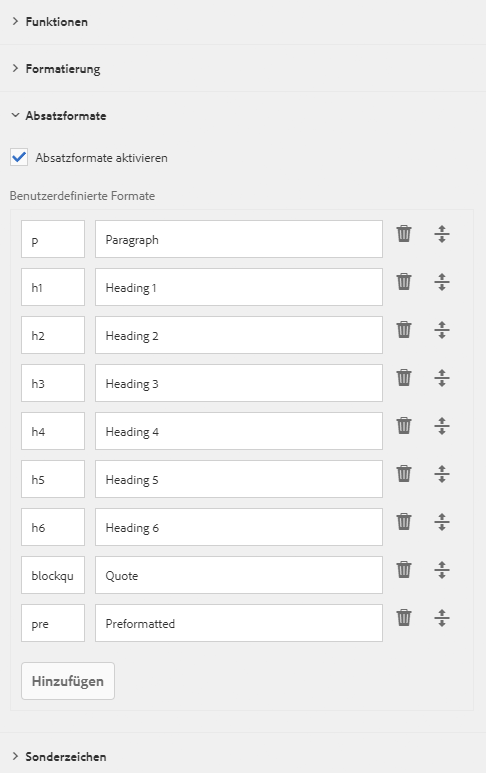 Funktionen
Formatierung
Absatzformate
Absatzformate aktivieren
Benutzerdefinierte Formate
p Paragraph
h1 Heading 1
h2 Heading 2
h3 Heading 3
h4 Heading 4
h5 Heading 5
h6 Heading 6
blockqu Quote
pre Preformatted
Hinzufügen
Sonderzeichen